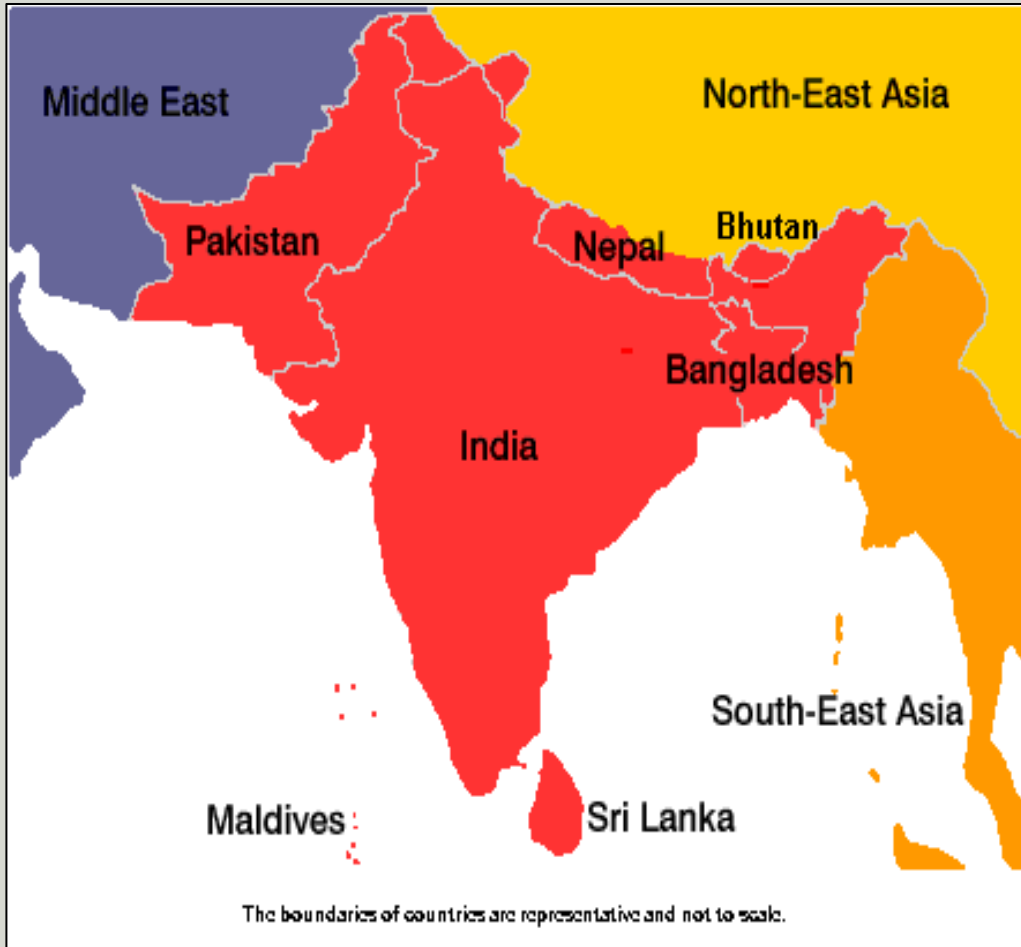 Middle East
North-East Asia
Pakistan
Nepal
Bhutan
Bangladesh
India
South-East Asia
Maldives
Sri Lanka
The boundaries of countries are representative and not to scale.